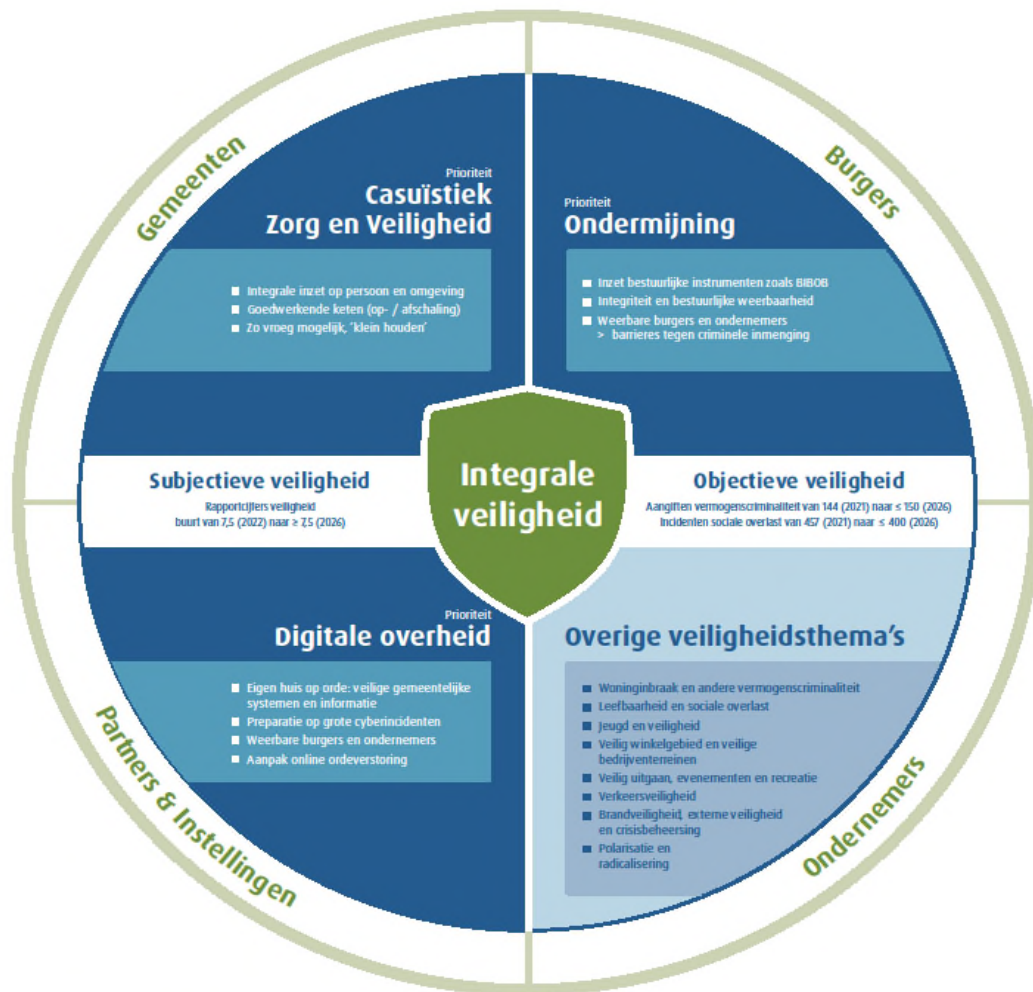 Gemeenten
Burgers
Prioriteit
Casuïstiek
Zorg en Veiligheid
■ Integrale inzet op persoon en omgeving
■ Goedwerkende keten (op- / afschaling)
■ Zo vroeg mogelijk, 'klein houden'
Prioriteit
Ondermijning
■ Inzet bestuurlijke instrumenten zoals BIBOB
■ Integriteit en bestuurlijke weerbaarheid
■ Weerbare burgers en ondernemers
> barrieres tegen criminele inmenging
Subjectieve veiligheid
Rapportcijfers veiligheid
buurt van 7,5 (2022) naar ≥ 7,5 (2026)
Integrale
veiligheid
Objectieve veiligheid
Aangiften vermogenscriminaliteit van 144 (2021) naar ≤ 150 (2026)
Incidenten sociale overlast van 457 (2021) naar ≤ 400 (2026)
Prioriteit
Digitale overheid
■ Eigen huis op orde: veilige gemeentelijke
systemen en informatie
■ Preparatie op grote cyberincidenten
■ Weerbare burgers en ondernemers
■ Aanpak online ordeverstoring
Overige veiligheidsthema's
■ Woninginbraak en andere vermogenscriminaliteit
■ Leefbaarheid en sociale overlast
■ Jeugd en veiligheid
■ Veilig winkelgebied en veilige
bedrijventerreinen
■ Veilig uitgaan, evenementen en recreatie
■ Verkeersveiligheid
■ Brandveiligheid, externe veiligheid
en crisisbeheersing
■ Polarisatie en
radicalisering
Partners & Instellingen
Ondernemers